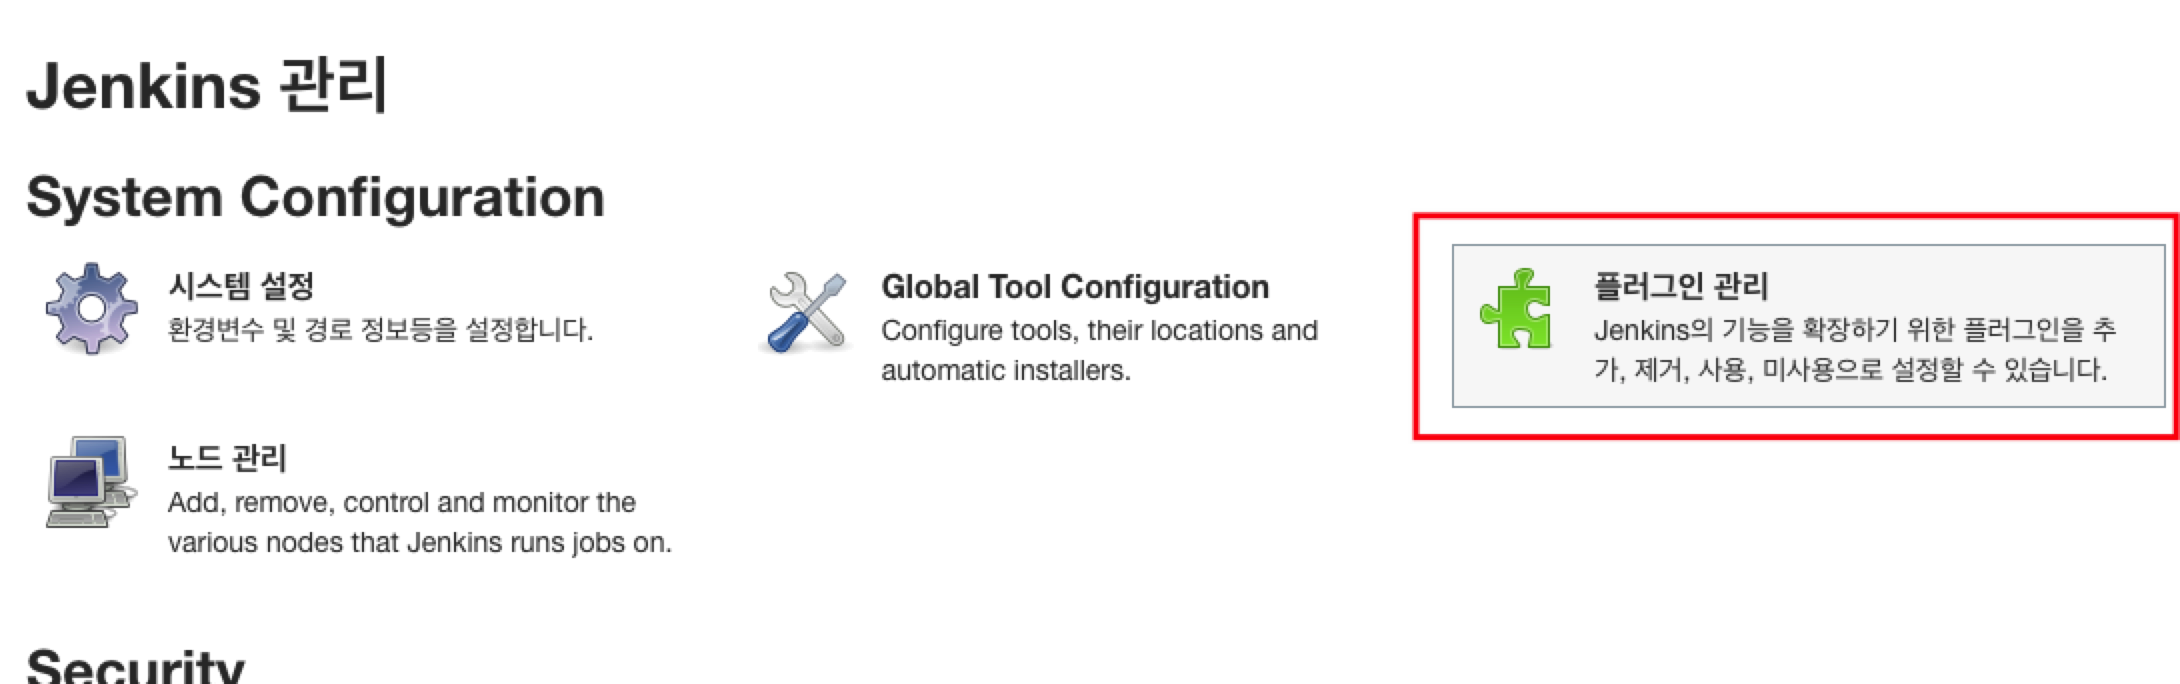 Jenkins 관리
System Configuration
시스템 설정
환경변수 및 경로 정보등을 설정합니다.
Global Tool Configuration
Configure tools, their locations and
automatic installers.
플러그인 관리
Jenkins의 기능을 확장하기 위한 플러그인을 추
가, 제거, 사용, 미사용으로 설정할 수 있습니다.
노드 관리
Add, remove, control and monitor the
various nodes that Jenkins runs jobs on.
Security